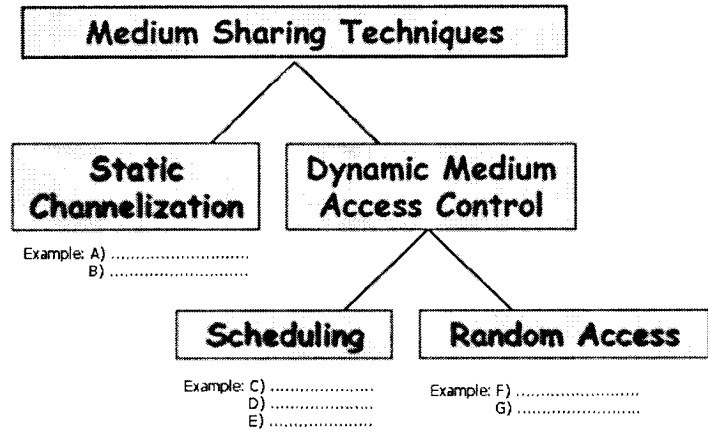 Medium Sharing Techniques
Static
Channelization
Dynamic Medium
Access Control
Example: A) ............................
B) ............................
Scheduling
Random Access
Example: C) .....................
D) .....................
E) .....................
Example: F) .........................
G) .........................